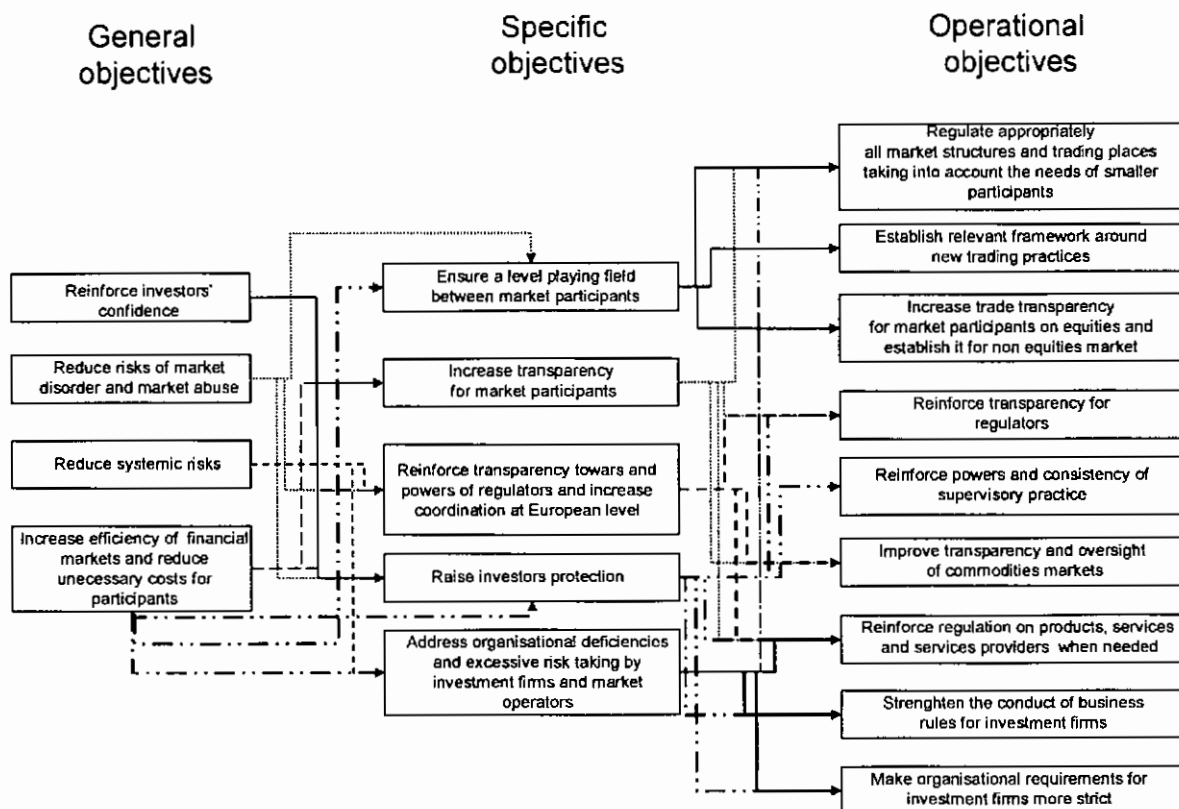 General
objectives
Specific
objectives
Operational
objectives
Reinforce investors'
confidence
Reduce risks of market
disorder and market abuse
Reduce systemic risks
Increase efficiency of financial
markets and reduce
unecessary costs for
participants
Ensure a level playing field
between market participants
Increase transparency
for market participants
Reinforce transparency towars and
powers of regulators and increase
coordination at European level
Raise investors protection
Address organisational deficiencies
and excessive risk taking by
investment firms and market
operators
Regulate appropriately
all market structures and trading places
taking into account the needs of smaller
participants
Establish relevant framework around
new trading practices
Increase trade transparency
for market participants on equities and
establish it for non equities market
Reinforce transparency for
regulators
Reinforce powers and consistency of
supervisory practice
Improve transparency and oversight
of commodities markets
Reinforce regulation on products, services
and services providers when needed
Strenghten the conduct of business
rules for investment firms
Make organisational requirements for
investment firms more strict